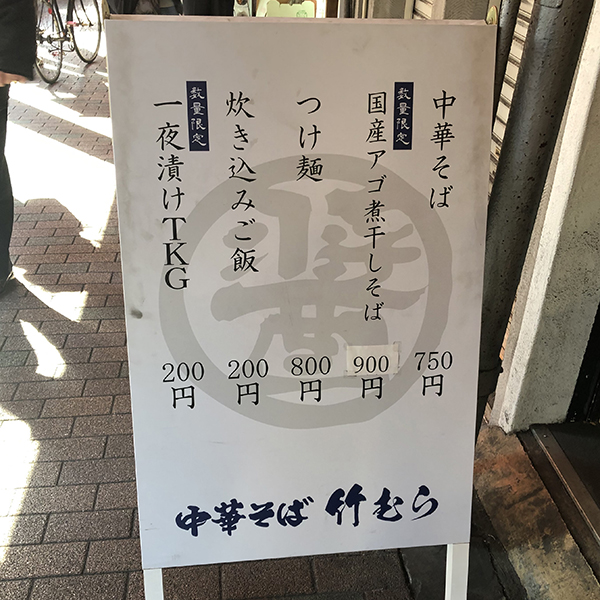 中華そば
750円
数量限定
国産アゴ煮干しそば
900円
つけ麺
800円
炊き込みご飯
200円
数量限定
一夜漬けTKG
200円
中華そば 竹むら